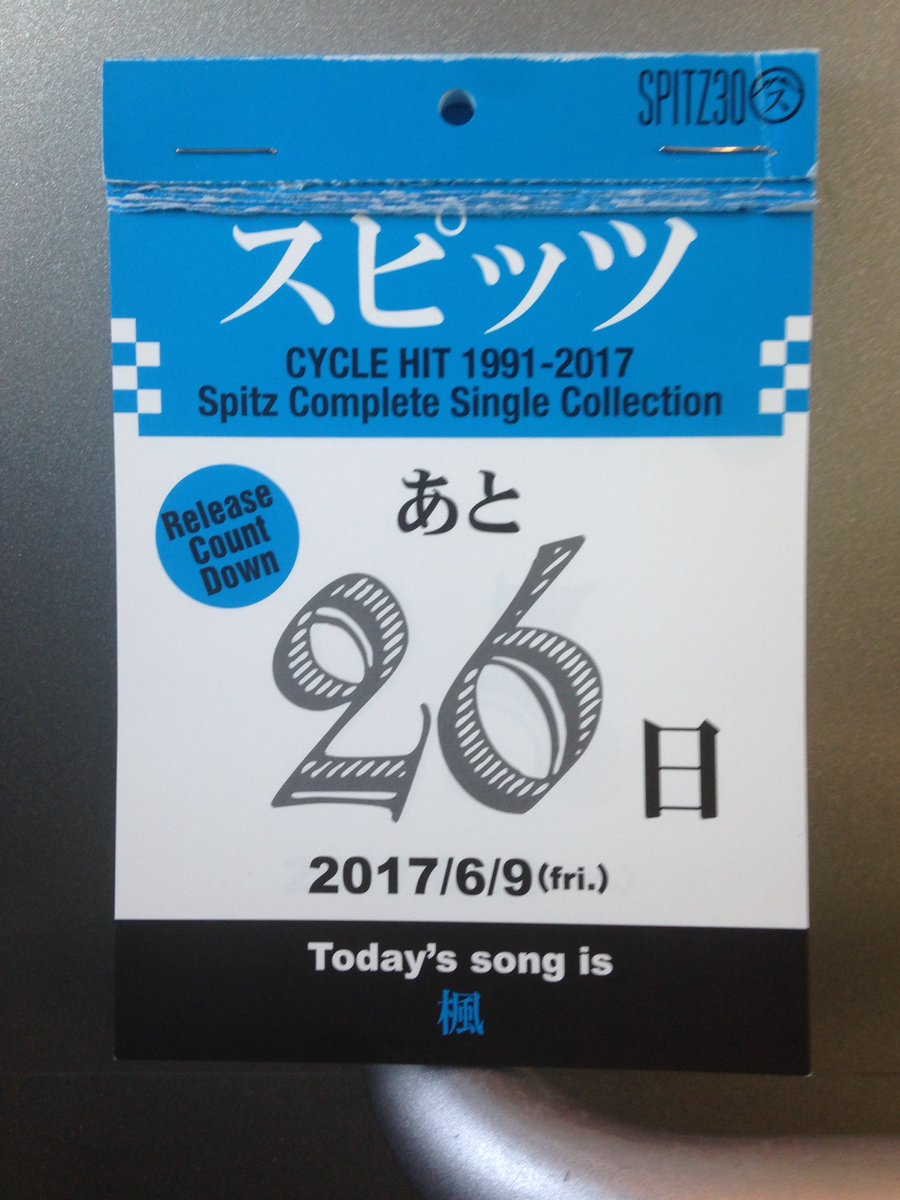 SPITZ30 ス
スピッツ
CYCLE HIT 1991-2017
Spitz Complete Single Collection
Release
Count
Down
あと
26
日
2017/6/9(fri.)
Today's song is
楓